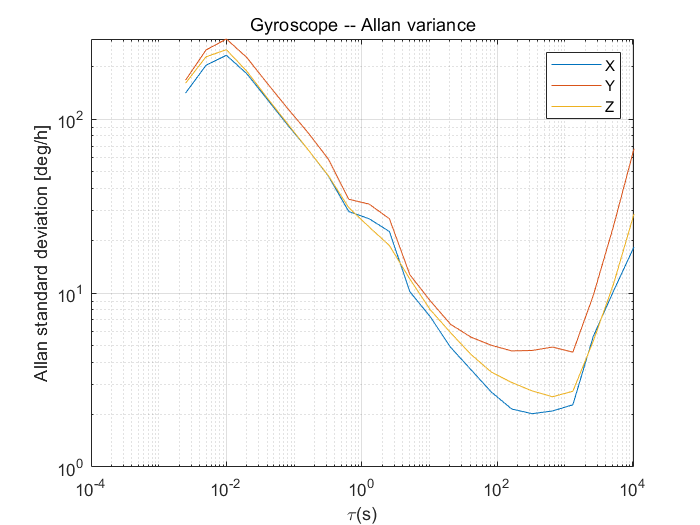 Gyroscope -- Allan variance
Allan standard deviation [deg/h]
10^2
10^1
10^0
X
Y
Z
10^-4
10^-2
10^0
10^2
10^4
τ(s)